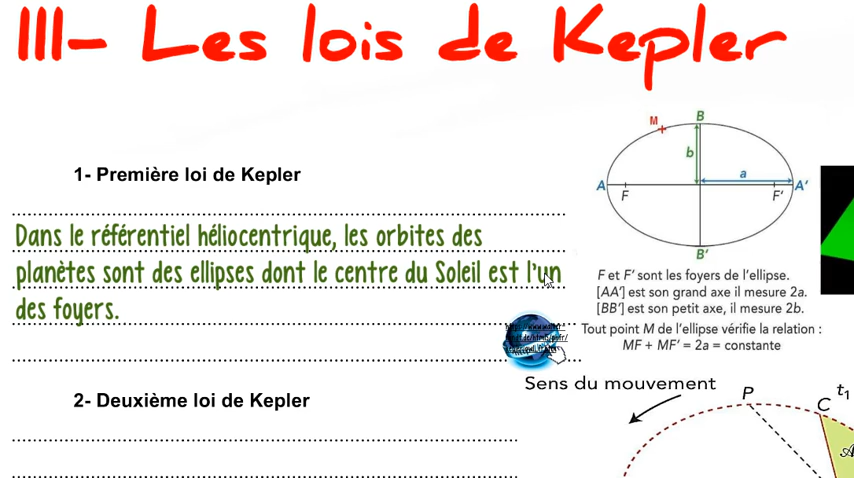 III- Les lois de Kepler
1- Première loi de Kepler
Dans le référentiel héliocentrique, les orbites des
planètes sont des ellipses dont le centre du Soleil est l'un
des foyers.
M
B
b
a
A
F
F'
A'
B'
F et F' sont les foyers de l'ellipse.
[AA'] est son grand axe il mesure 2a.
[BB'] est son petit axe, il mesure 2b.
Tout point M de l'ellipse vérifie la relation :
MF + MF' = 2a = constante
2- Deuxième loi de Kepler
Sens du mouvement
P
C
t₁
𝒜